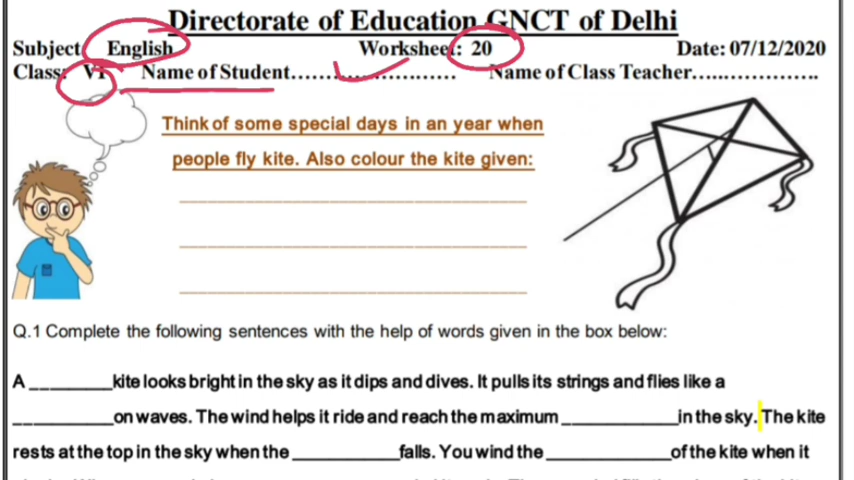 Directorate of Education GNCT of Delhi
Subject: English Worksheet: 20 Date: 07/12/2020
Class: VI Name of Student........................... Name of Class Teacher....................
Think of some special days in an year when
people fly kite. Also colour the kite given:
Q.1 Complete the following sentences with the help of words given in the box below:
A _________kite looks bright in the sky as it dips and dives. It pulls its strings and flies like a
___________on waves. The wind helps it ride and reach the maximum _____________in the sky. The kite
rests at the top in the sky when the ____________falls. You wind the ______________of the kite when it